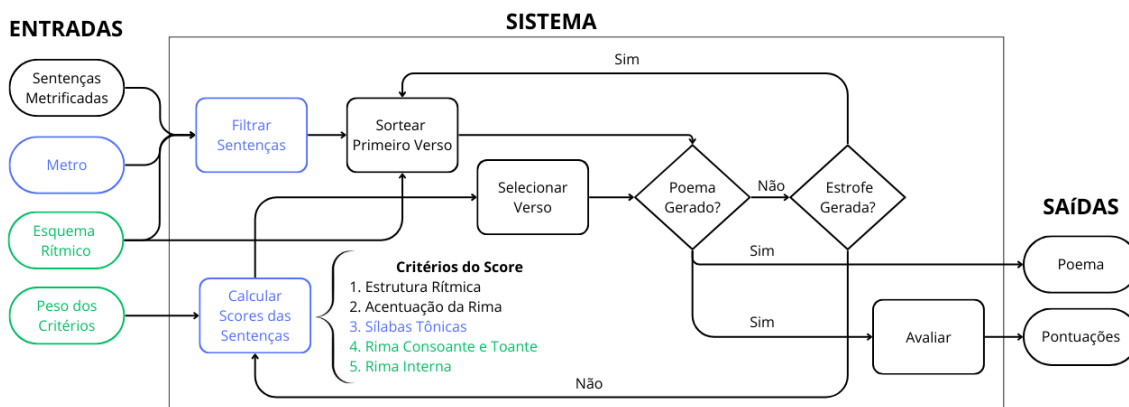 ENTRADAS
SISTEMA
Sentenças
Metrificadas
Metro
Esquema
Rítmico
Peso dos
Critérios
Filtrar
Sentenças
Sortear
Primeiro Verso
Sim
Selecionar
Verso
Poema
Gerado?
Não
Estrofe
Gerada?
Calcular
Scores das
Sentenças
Critérios do Score
1. Estrutura Rítmica
2. Acentuação da Rima
3. Sílabas Tônicas
4. Rima Consoante e Toante
5. Rima Interna
Sim
Sim
Não
Avaliar
SAíDAS
Poema
Pontuações